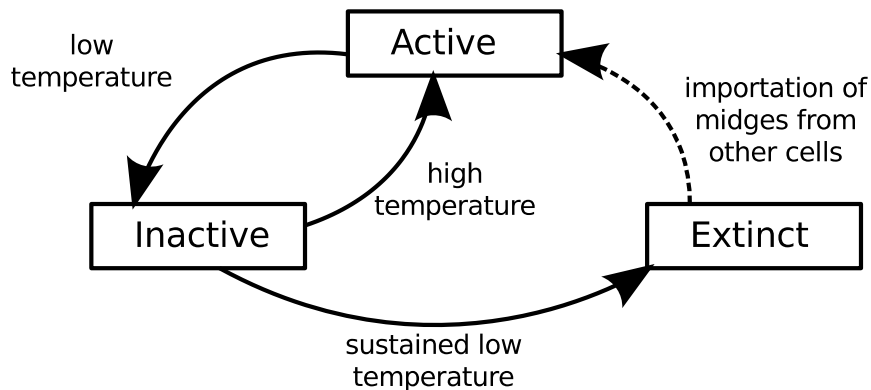 Active
low
temperature
importation of
midges from
other cells
high
temperature
Inactive
Extinct
sustained low
temperature